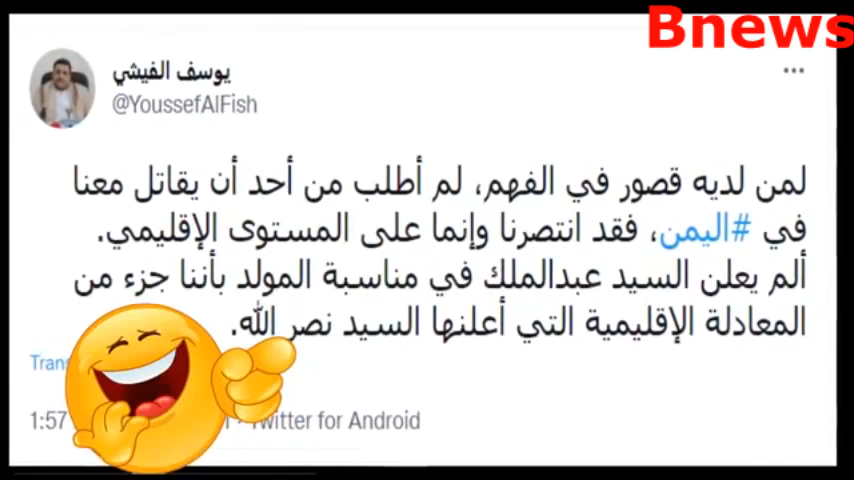 Bnews
يوسف الفيشي
@YoussefAlFish
لمن لديه قصور في الفهم، لم أطلب من أحد أن يقاتل معنا
في #اليمن، فقد انتصرنا وإنما على المستوى الإقليمي.
ألم يعلن السيد عبدالملك في مناسبة المولد بأننا جزء من
المعادلة الإقليمية التي أعلنها السيد نصر الله.
1:57 · Twitter for Android